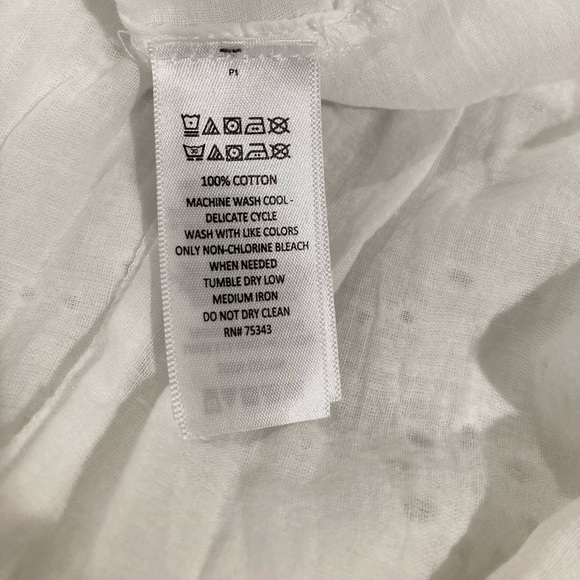 P1
30
100% COTTON
MACHINE WASH COOL -
DELICATE CYCLE
WASH WITH LIKE COLORS
ONLY NON-CHLORINE BLEACH
WHEN NEEDED
TUMBLE DRY LOW
MEDIUM IRON
DO NOT DRY CLEAN
RN# 75343